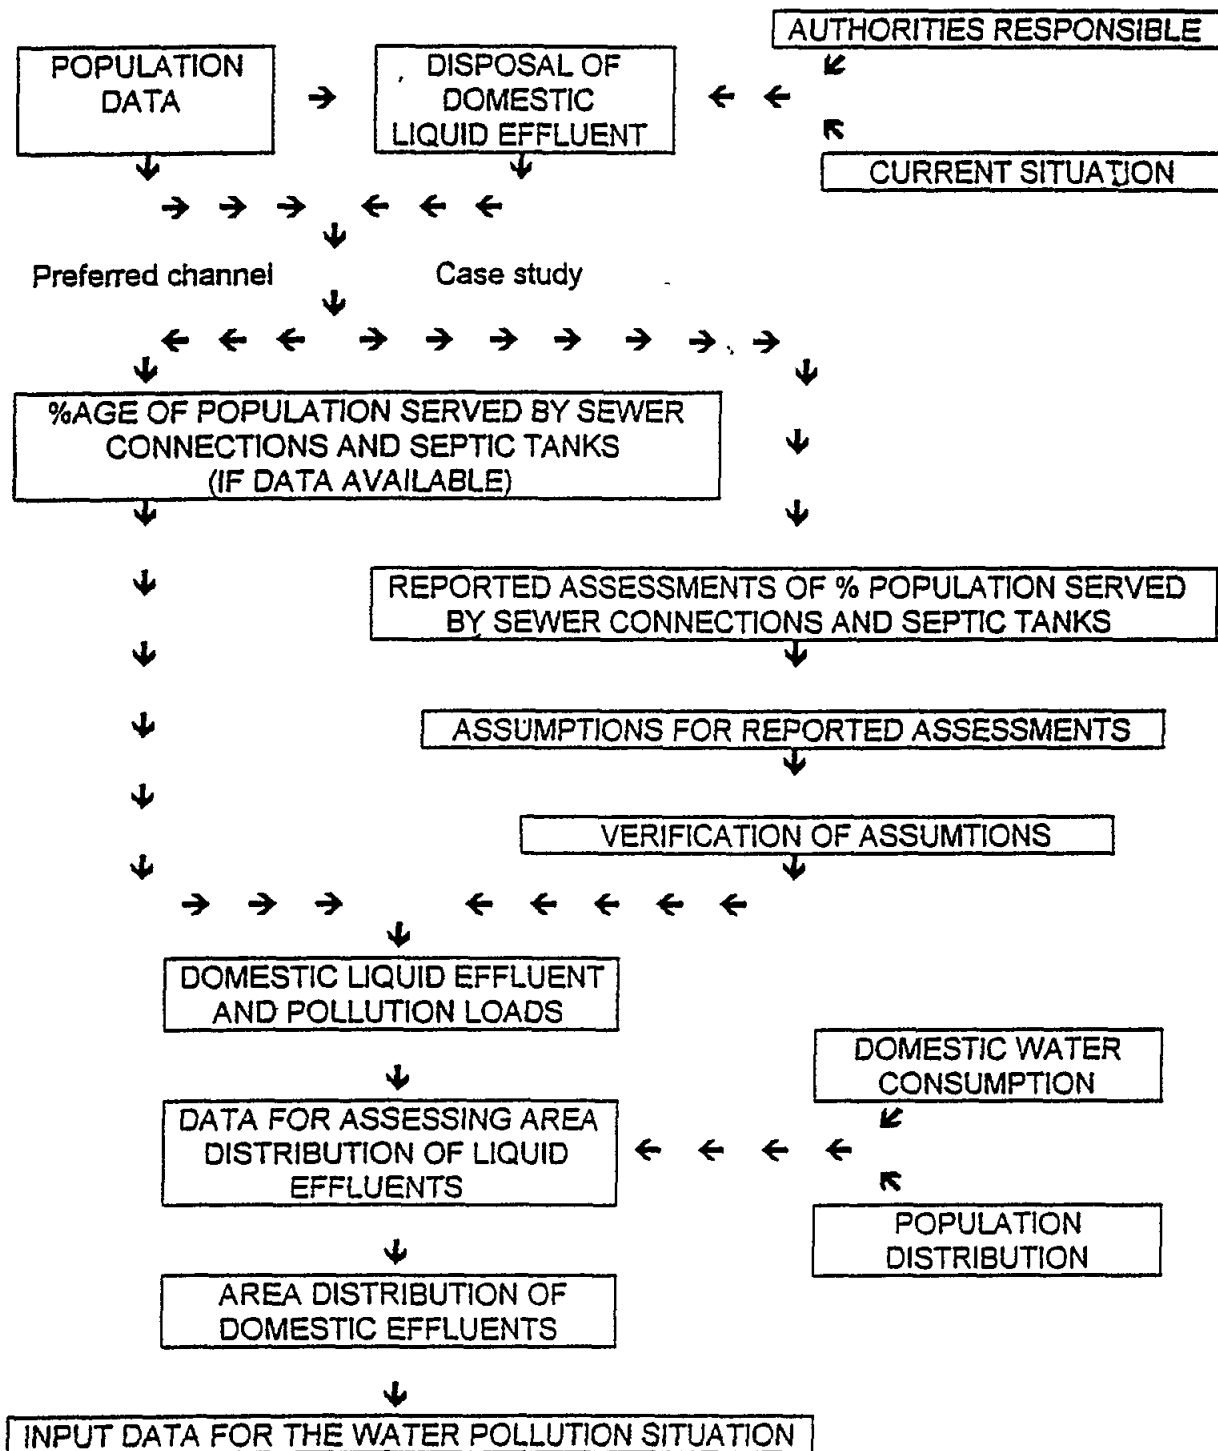 AUTHORITIES RESPONSIBLE
POPULATION
DATA
DISPOSAL OF
DOMESTIC
LIQUID EFFLUENT
CURRENT SITUATION
Preferred channel
Case study
%AGE OF POPULATION SERVED BY SEWER
CONNECTIONS AND SEPTIC TANKS
(IF DATA AVAILABLE)
REPORTED ASSESSMENTS OF % POPULATION SERVED
BY SEWER CONNECTIONS AND SEPTIC TANKS
ASSUMPTIONS FOR REPORTED ASSESSMENTS
VERIFICATION OF ASSUMTIONS
DOMESTIC LIQUID EFFLUENT
AND POLLUTION LOADS
DOMESTIC WATER
CONSUMPTION
DATA FOR ASSESSING AREA
DISTRIBUTION OF LIQUID
EFFLUENTS
POPULATION
DISTRIBUTION
AREA DISTRIBUTION OF
DOMESTIC EFFLUENTS
INPUT DATA FOR THE WATER POLLUTION SITUATION